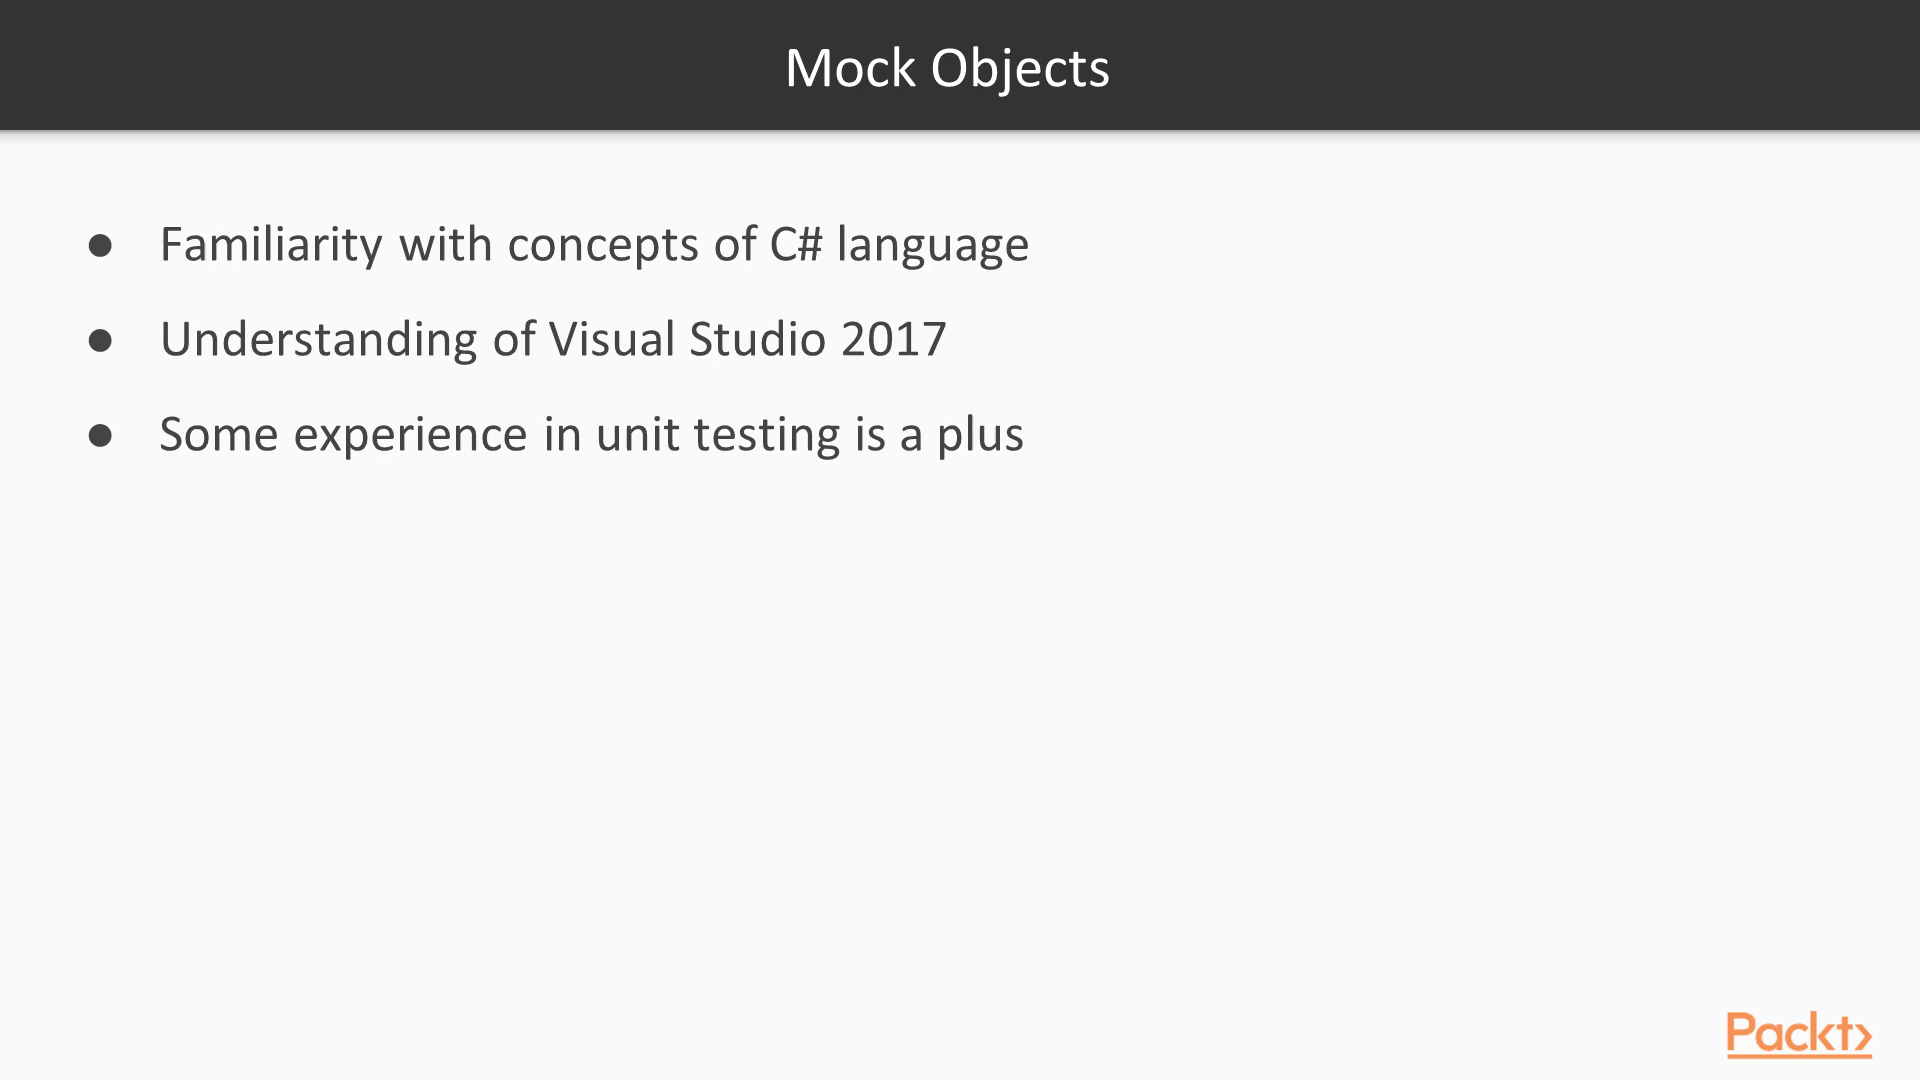 Mock Objects
● Familiarity with concepts of C# language
● Understanding of Visual Studio 2017
● Some experience in unit testing is a plus
Packt>